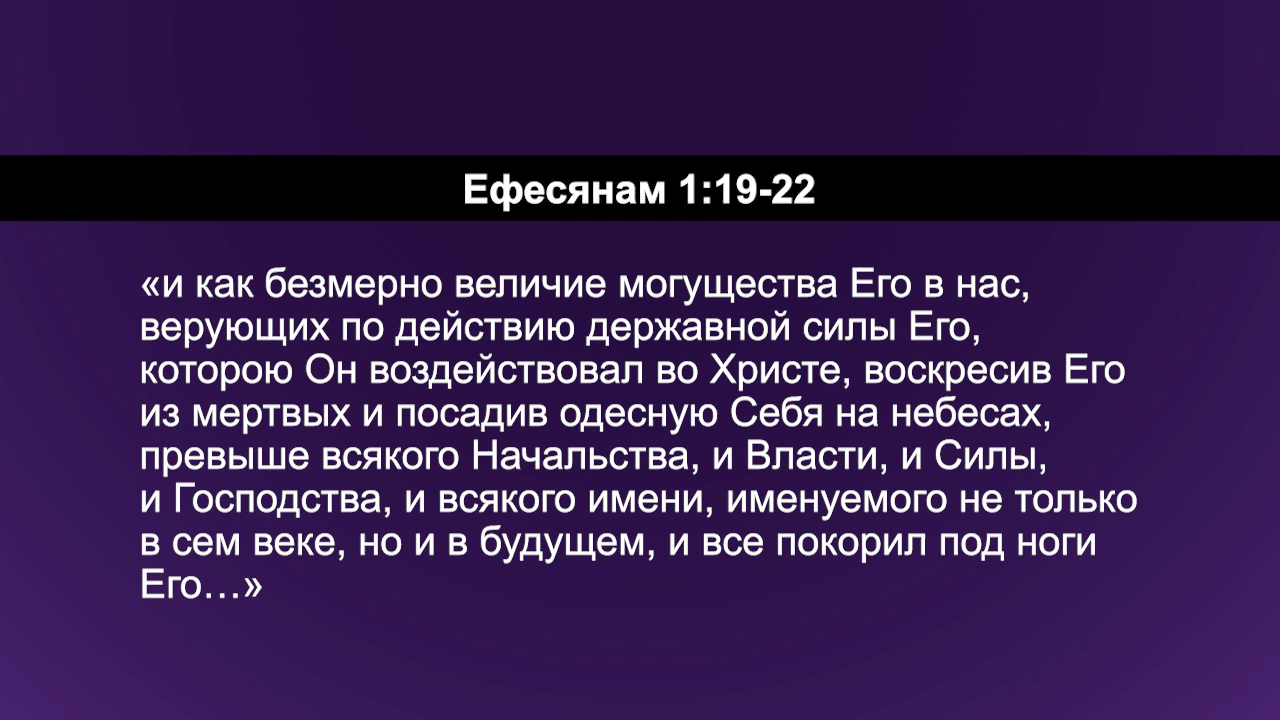 Ефесянам 1:19-22
«и как безмерно величие могущества Его в нас,
верующих по действию державной силы Его,
которою Он воздействовал во Христе, воскресив Его
из мертвых и посадив одесную Себя на небесах,
превыше всякого Начальства, и Власти, и Силы,
и Господства, и всякого имени, именуемого не только
в сем веке, но и в будущем, и все покорил под ноги
Его…»